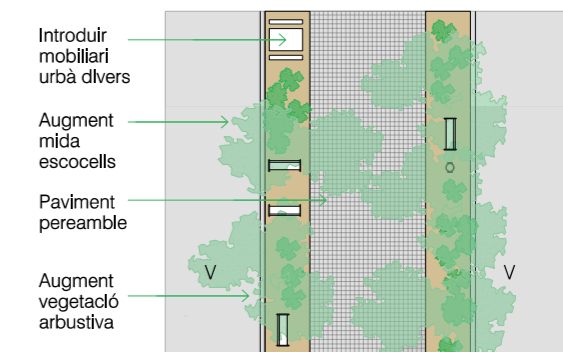 Introduir
mobiliari
urbà divers
Augment
mida
escocells
Paviment
pereamble
Augment
vegetació
arbustiva
V
V